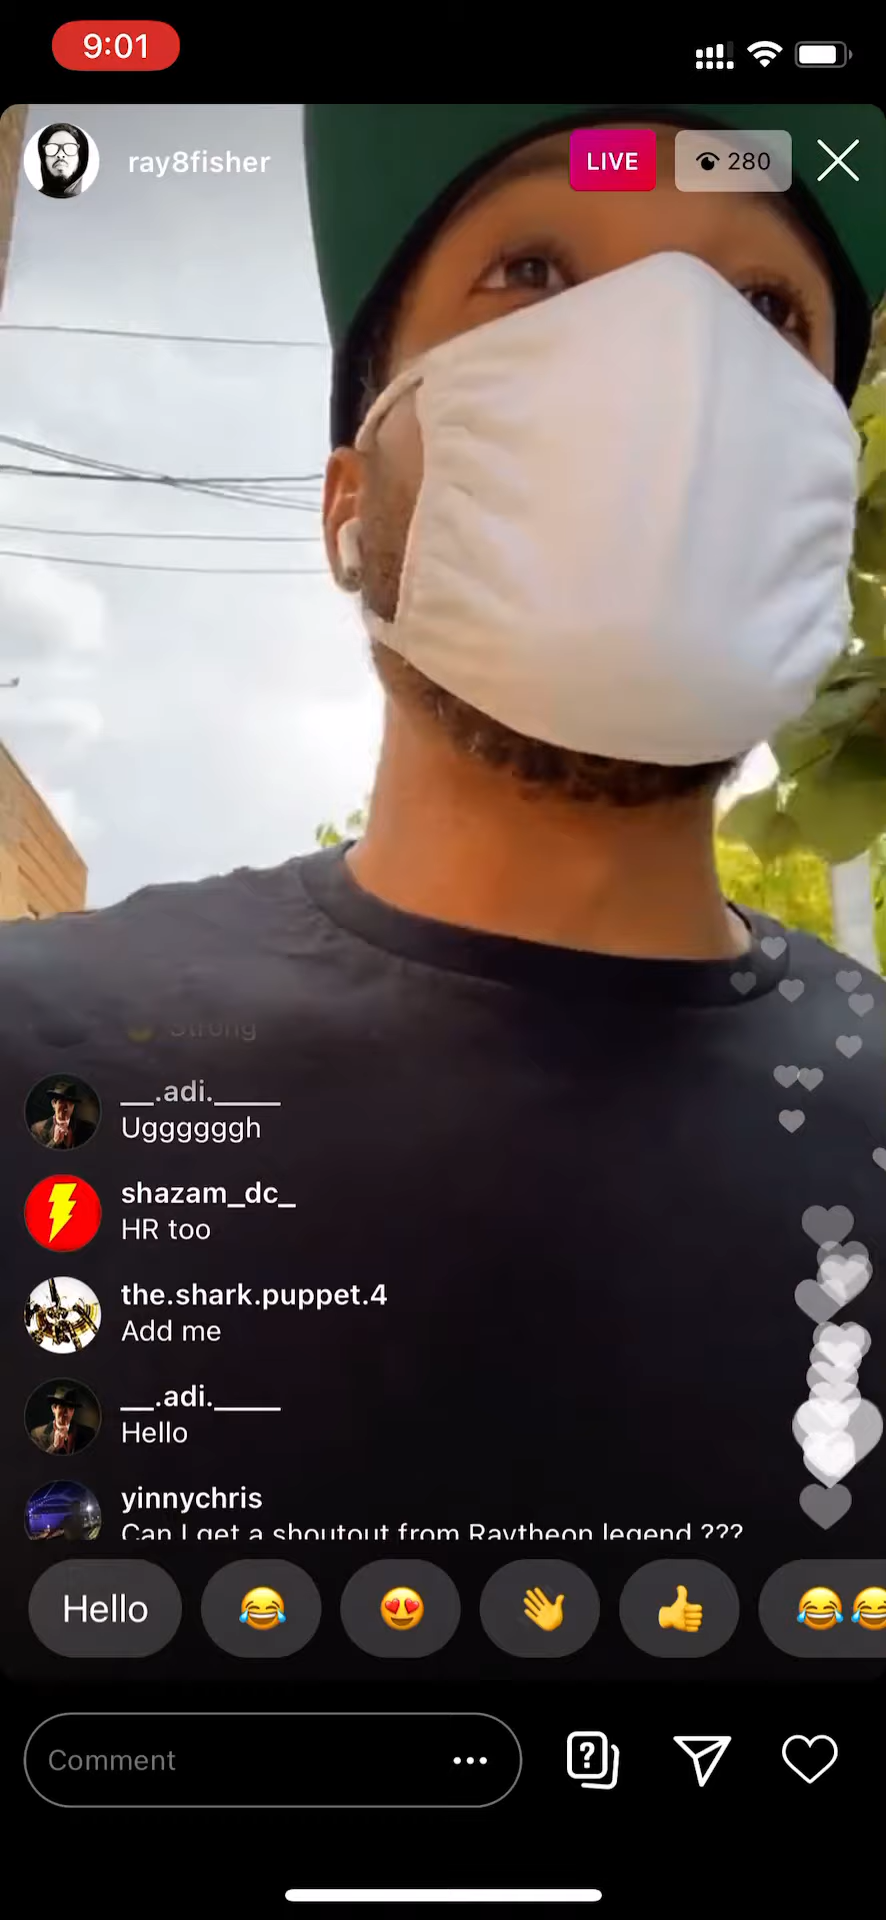 9:01
ray8fisher
LIVE
280
Strong
__.adi.____
Uggggggh
shazam_dc_
HR too
the.shark.puppet.4
Add me
__.adi.____
Hello
yinnychris
Can I get a shoutout from Raytheon legend ???
Hello
Comment